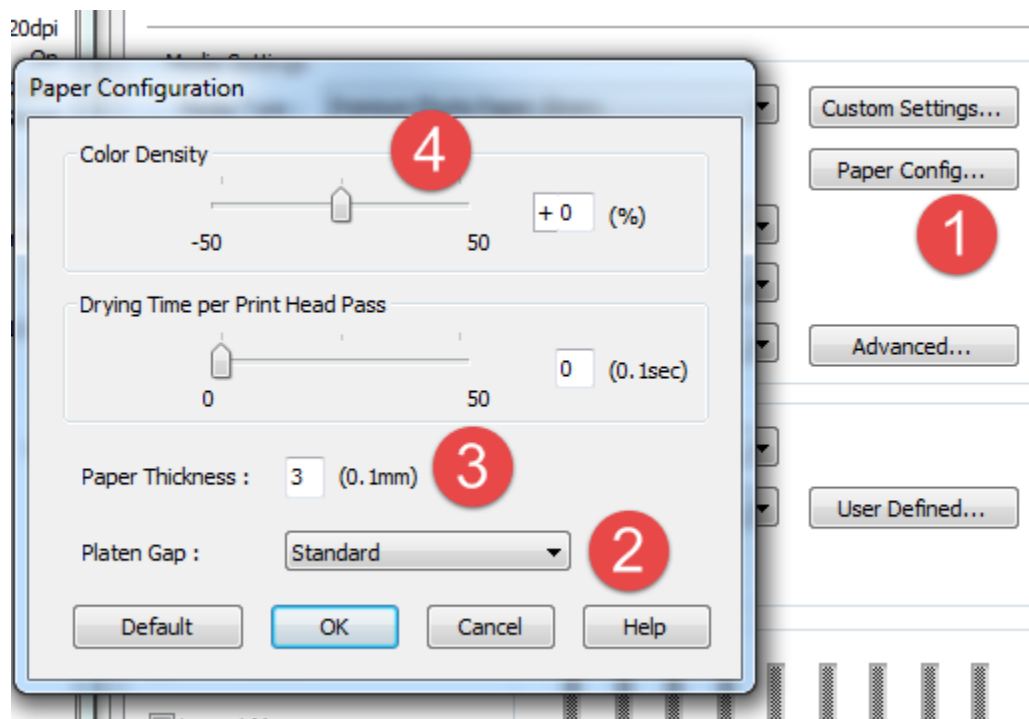 20dpi
On
Paper Configuration
Custom Settings...
Color Density
4
Paper Config...
+ 0 (%)
1
-50 50
Drying Time per Print Head Pass
Advanced...
0 (0.1sec)
0 50
Paper Thickness : 3 (0.1mm) 3
User Defined...
Platen Gap : Standard 2
Default OK Cancel Help